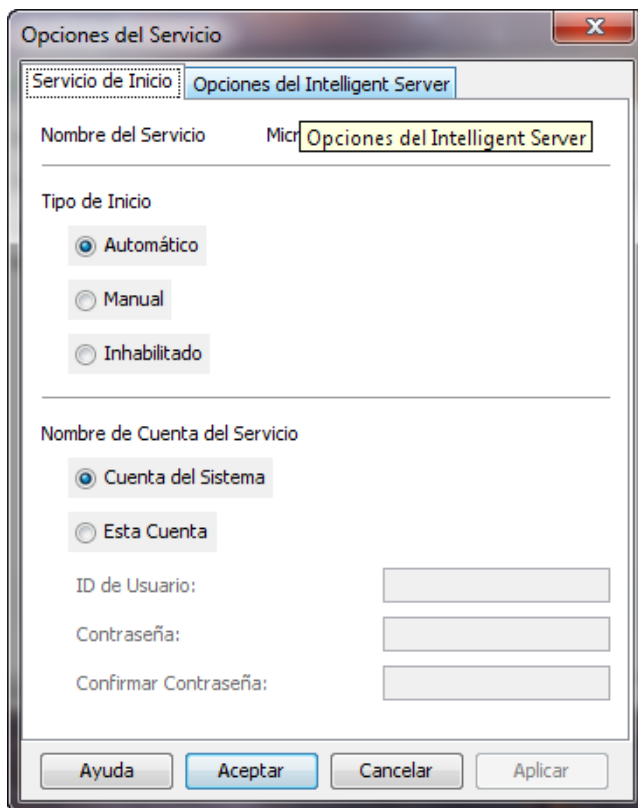 Opciones del Servicio
Servicio de Inicio Opciones del Intelligent Server
Nombre del Servicio Opciones del Intelligent Server
Tipo de Inicio
Automático
Manual
Inhabilitado
Nombre de Cuenta del Servicio
Cuenta del Sistema
Esta Cuenta
ID de Usuario:
Contraseña:
Confirmar Contraseña:
Ayuda Aceptar Cancelar Aplicar